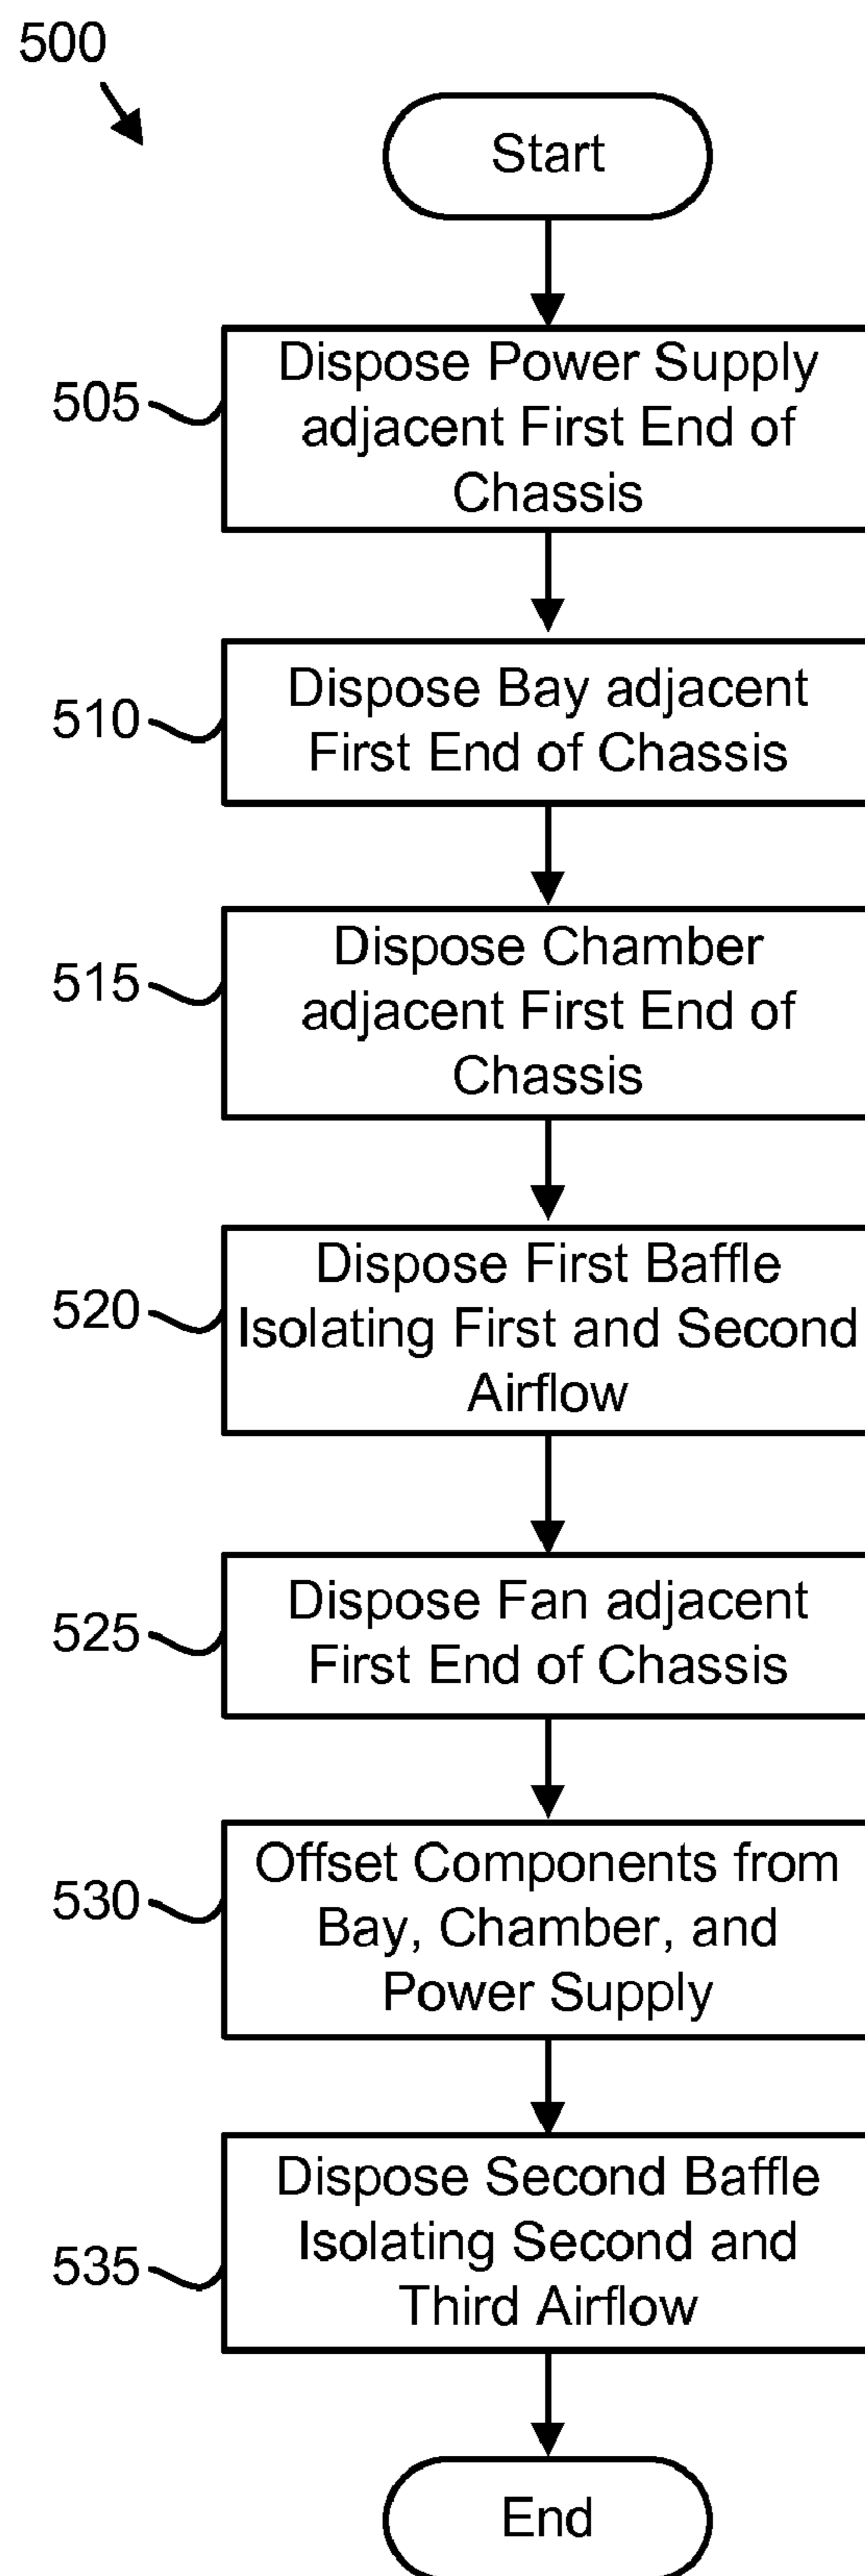 500
Start
505
Dispose Power Supply
adjacent First End of
Chassis
510
Dispose Bay adjacent
First End of Chassis
515
Dispose Chamber
adjacent First End of
Chassis
520
Dispose First Baffle
Isolating First and Second
Airflow
525
Dispose Fan adjacent
First End of Chassis
530
Offset Components from
Bay, Chamber, and
Power Supply
535
Dispose Second Baffle
Isolating Second and
Third Airflow
End